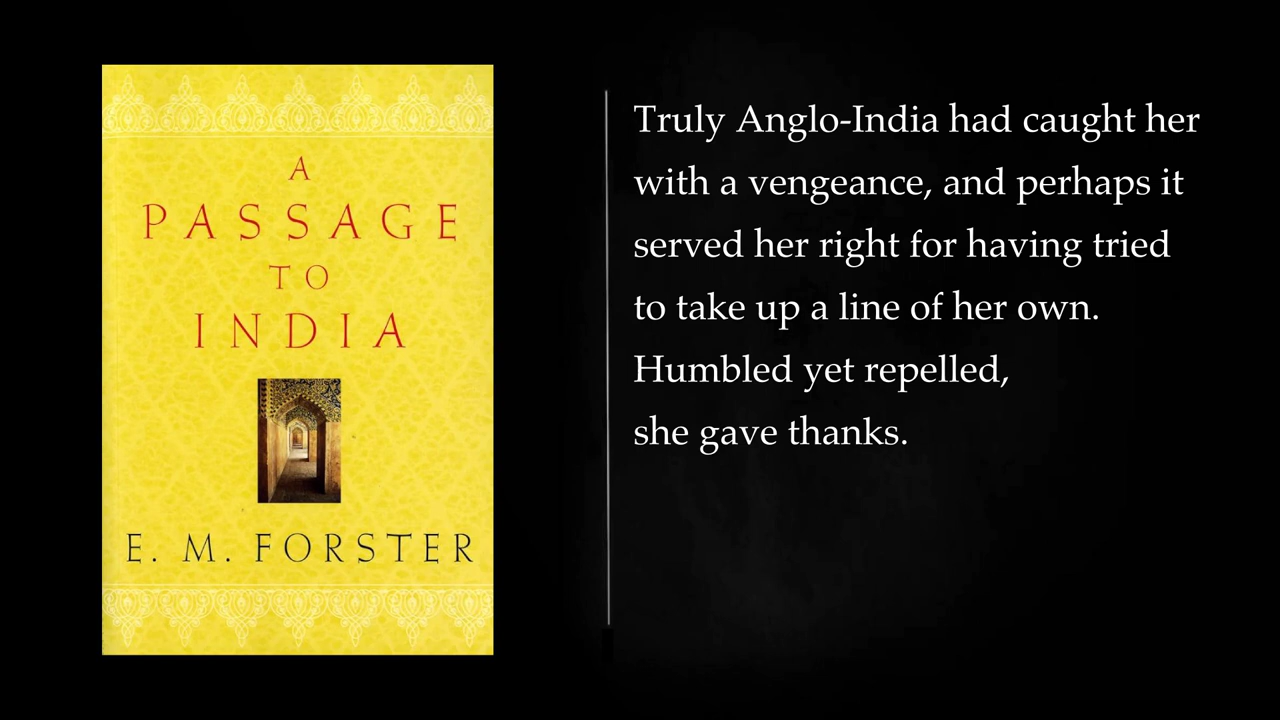 A
PASSAGE
TO
INDIA
E. M. FORSTER
Truly Anglo-India had caught her
with a vengeance, and perhaps it
served her right for having tried
to take up a line of her own.
Humbled yet repelled,
she gave thanks.